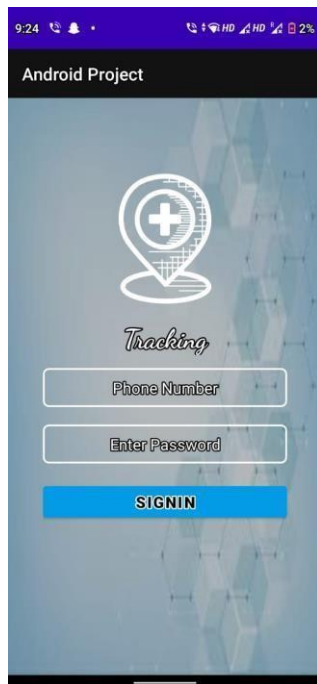 9:24 HD HD 2%
Android Project
Tracking
Phone Number
Enter Password
SIGNIN